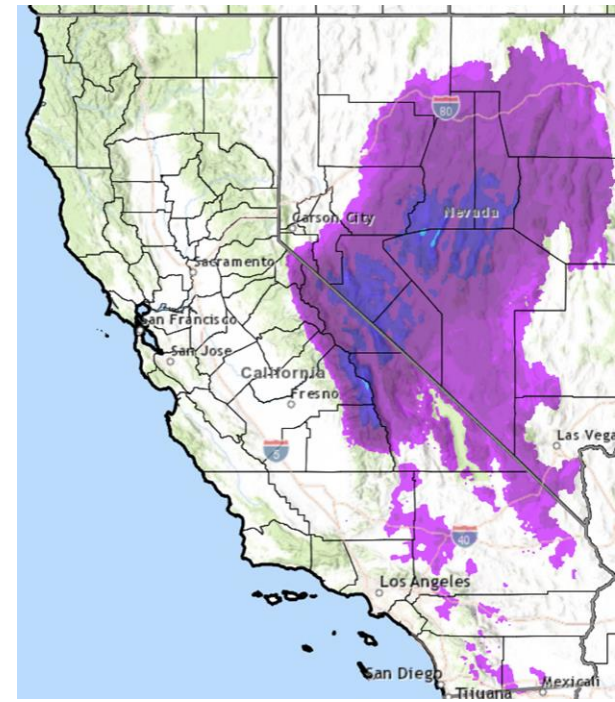 80
Carson City
Nevada
Sacramento
San Francisco
San Jose
California
Fresno
5
Las Vega
40
Los Angeles
San Diego
Mexicali
Tijuana